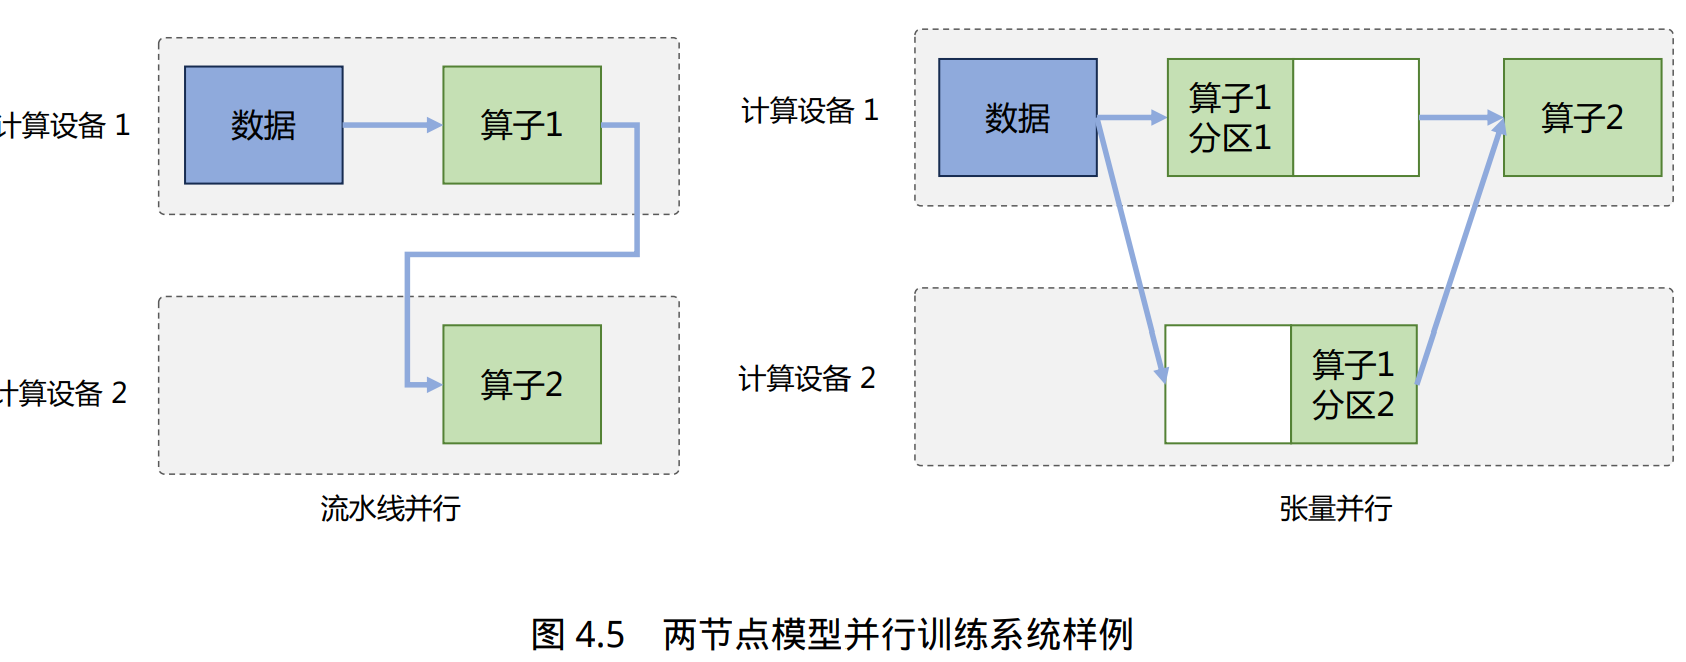 计算设备 1
数据
算子1
计算设备 2
算子2
流水线并行
计算设备 1
数据
算子1
分区1
算子2
计算设备 2
算子1
分区2
张量并行
图 4.5 两节点模型并行训练系统样例